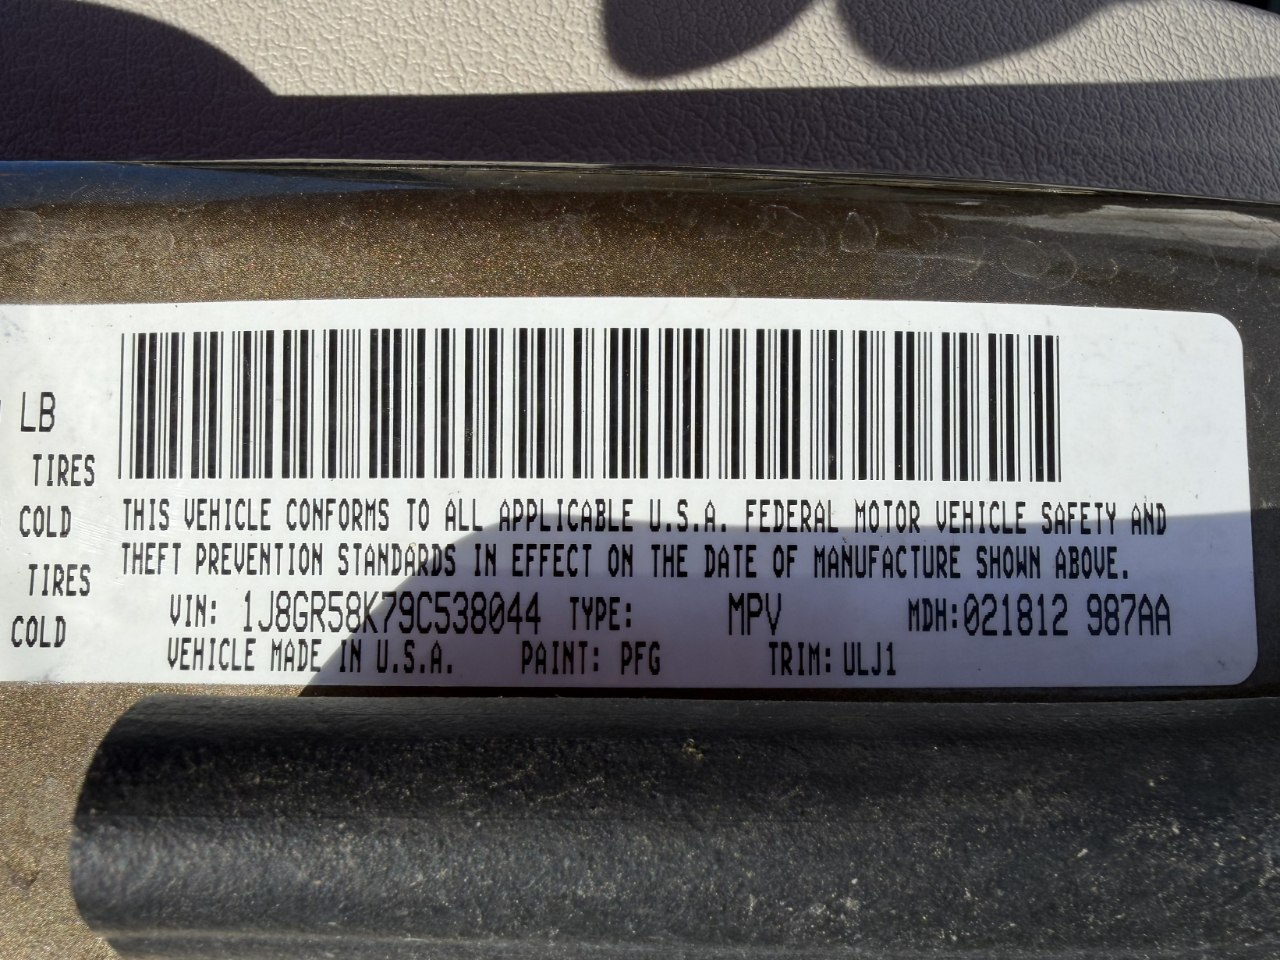 LB
TIRES
COLD
TIRES
COLD
THIS VEHICLE CONFORMS TO ALL APPLICABLE U.S.A. FEDERAL MOTOR VEHICLE SAFETY AND
THEFT PREVENTION STANDARDS IN EFFECT ON THE DATE OF MANUFACTURE SHOWN ABOVE.
VIN: 1J8GR58K79C538044 TYPE: MPV MDH:021812 987AA
VEHICLE MADE IN U.S.A. PAINT: PFG TRIM: ULJ1